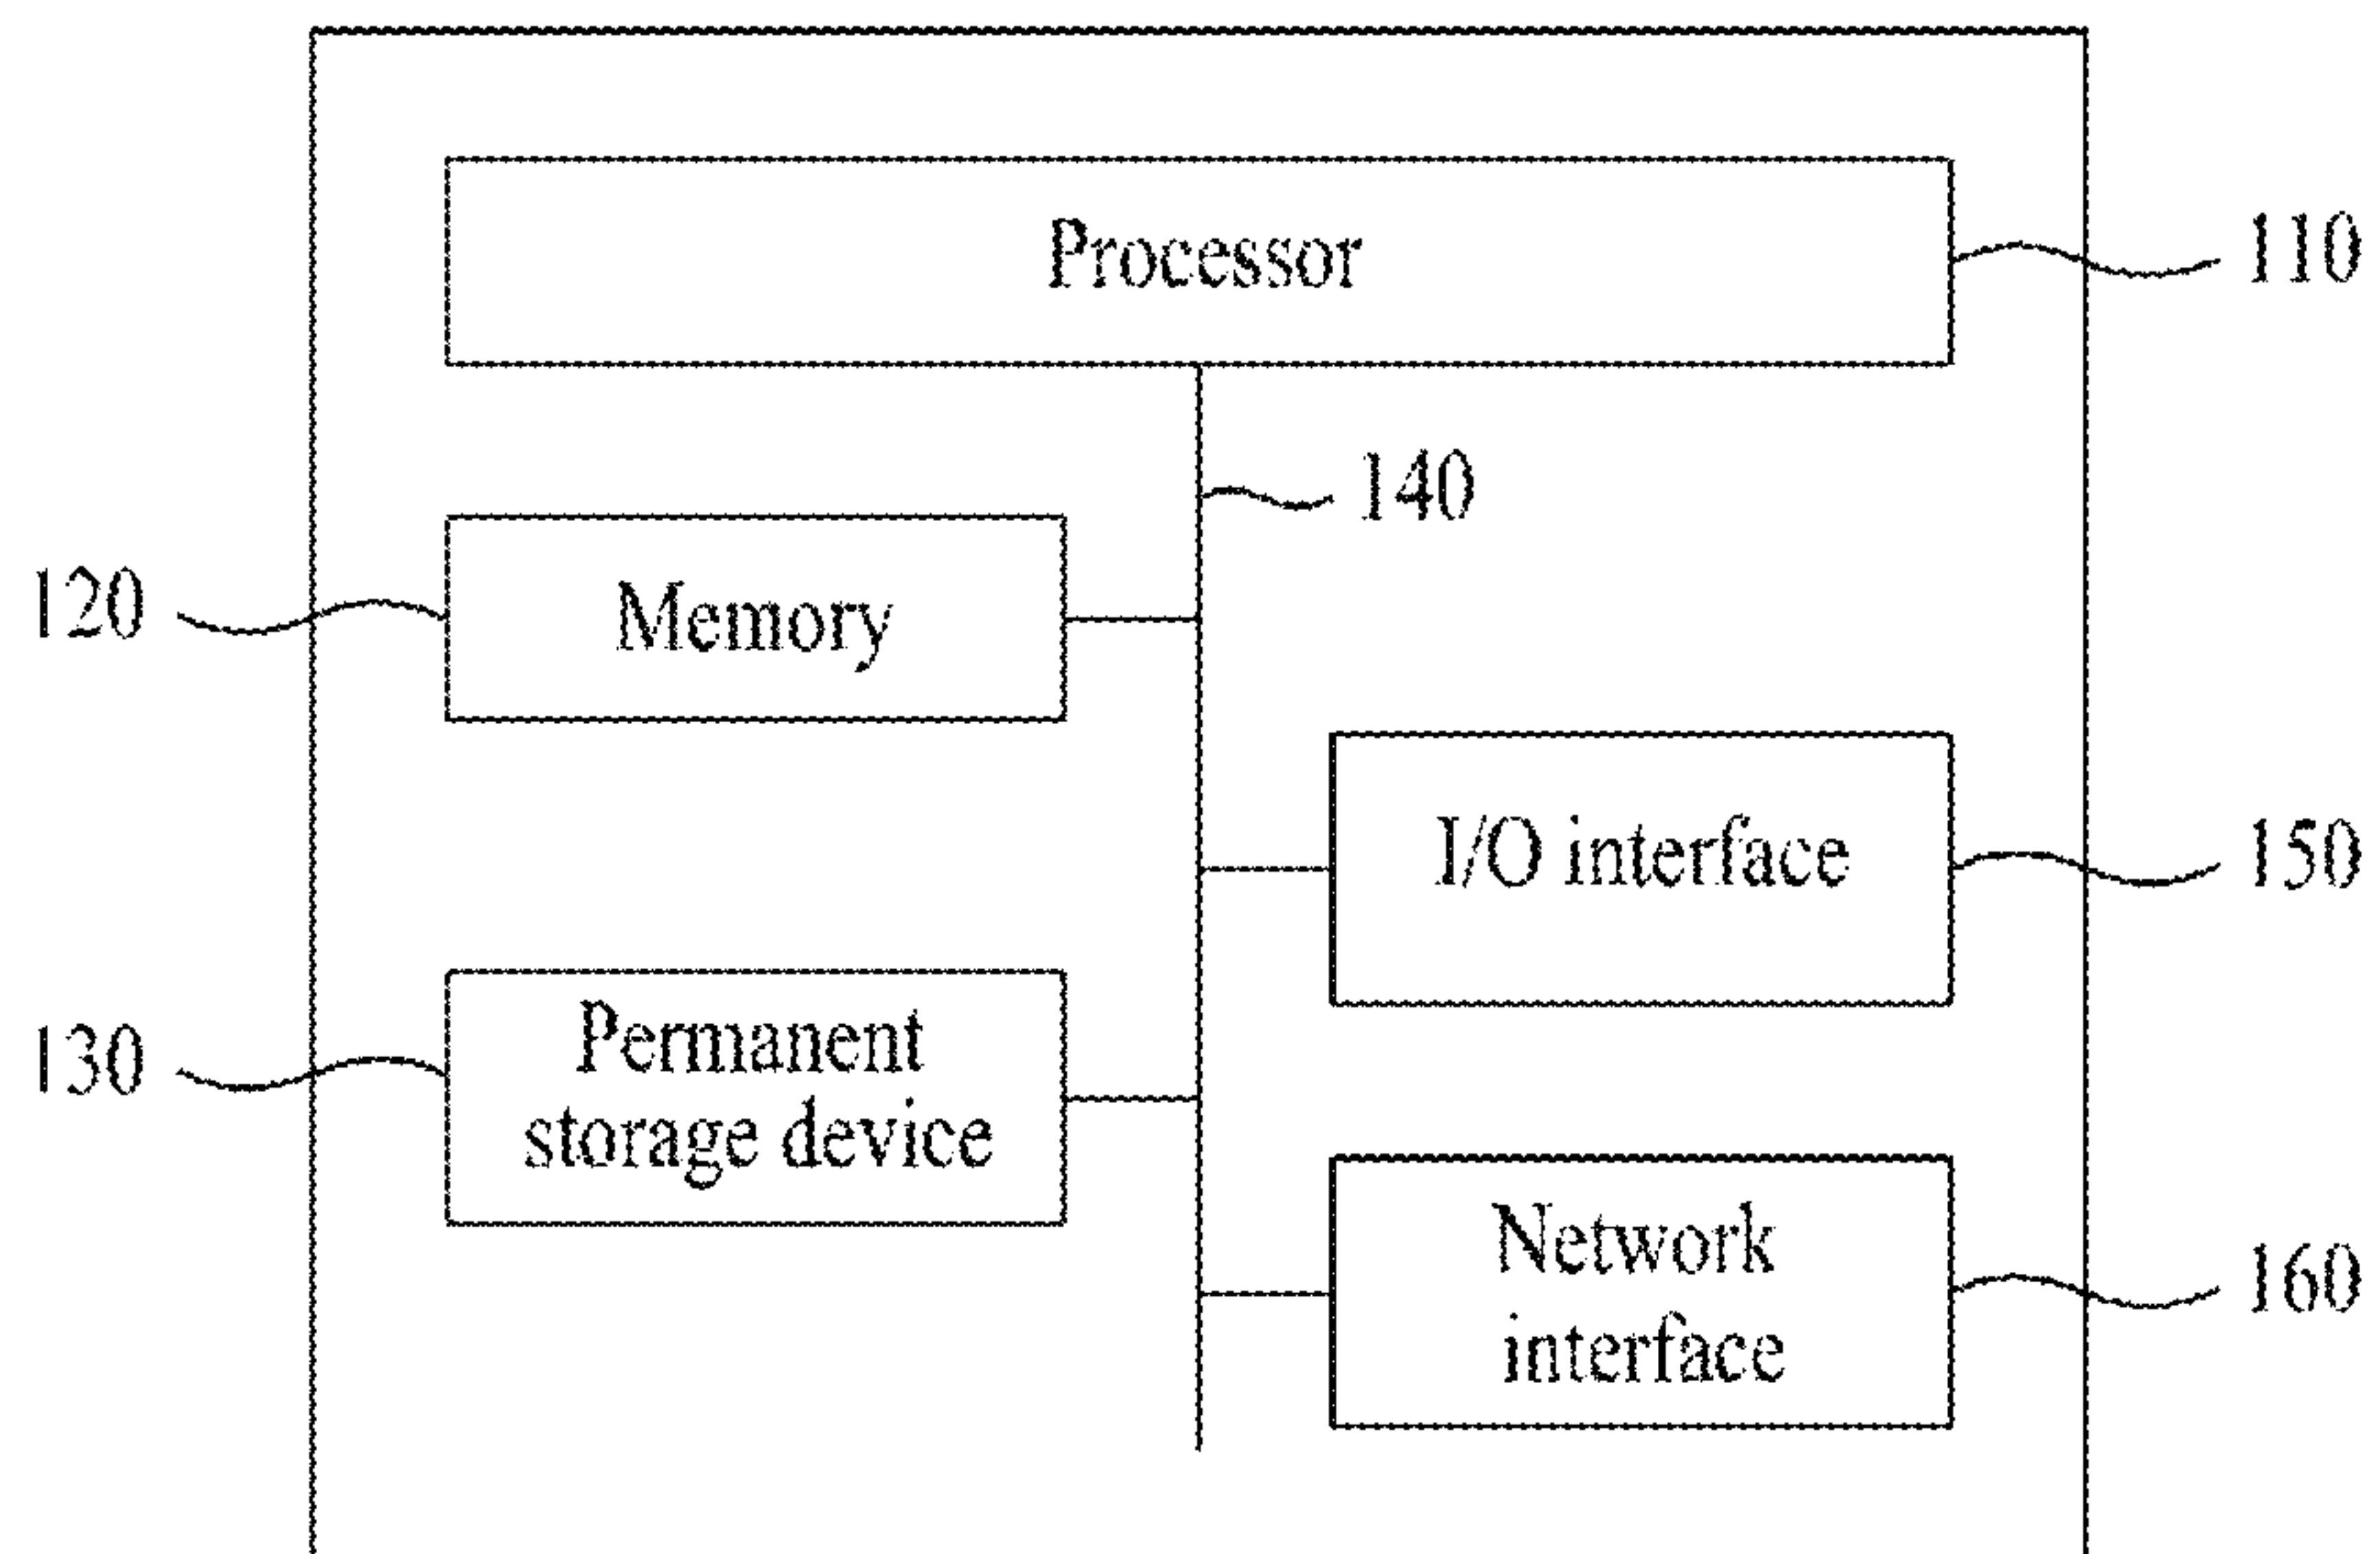 Processor
110
140
120
Memory
I/O interface
150
130
Permanent
storage device
Network
interface
160